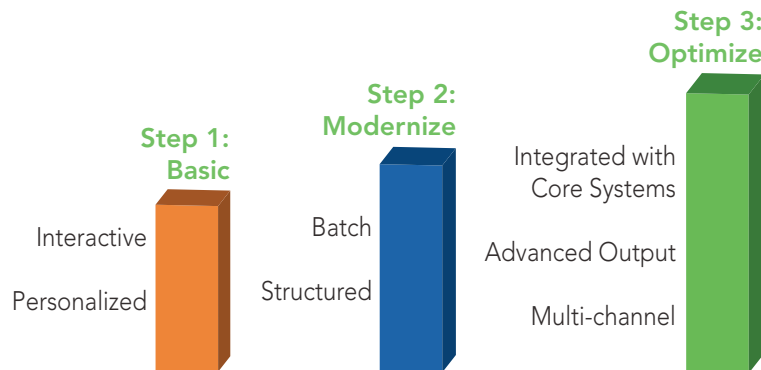 Step 1:
Basic
Interactive
Personalized
Step 2:
Modernize
Batch
Structured
Step 3:
Optimize
Integrated with
Core Systems
Advanced Output
Multi-channel